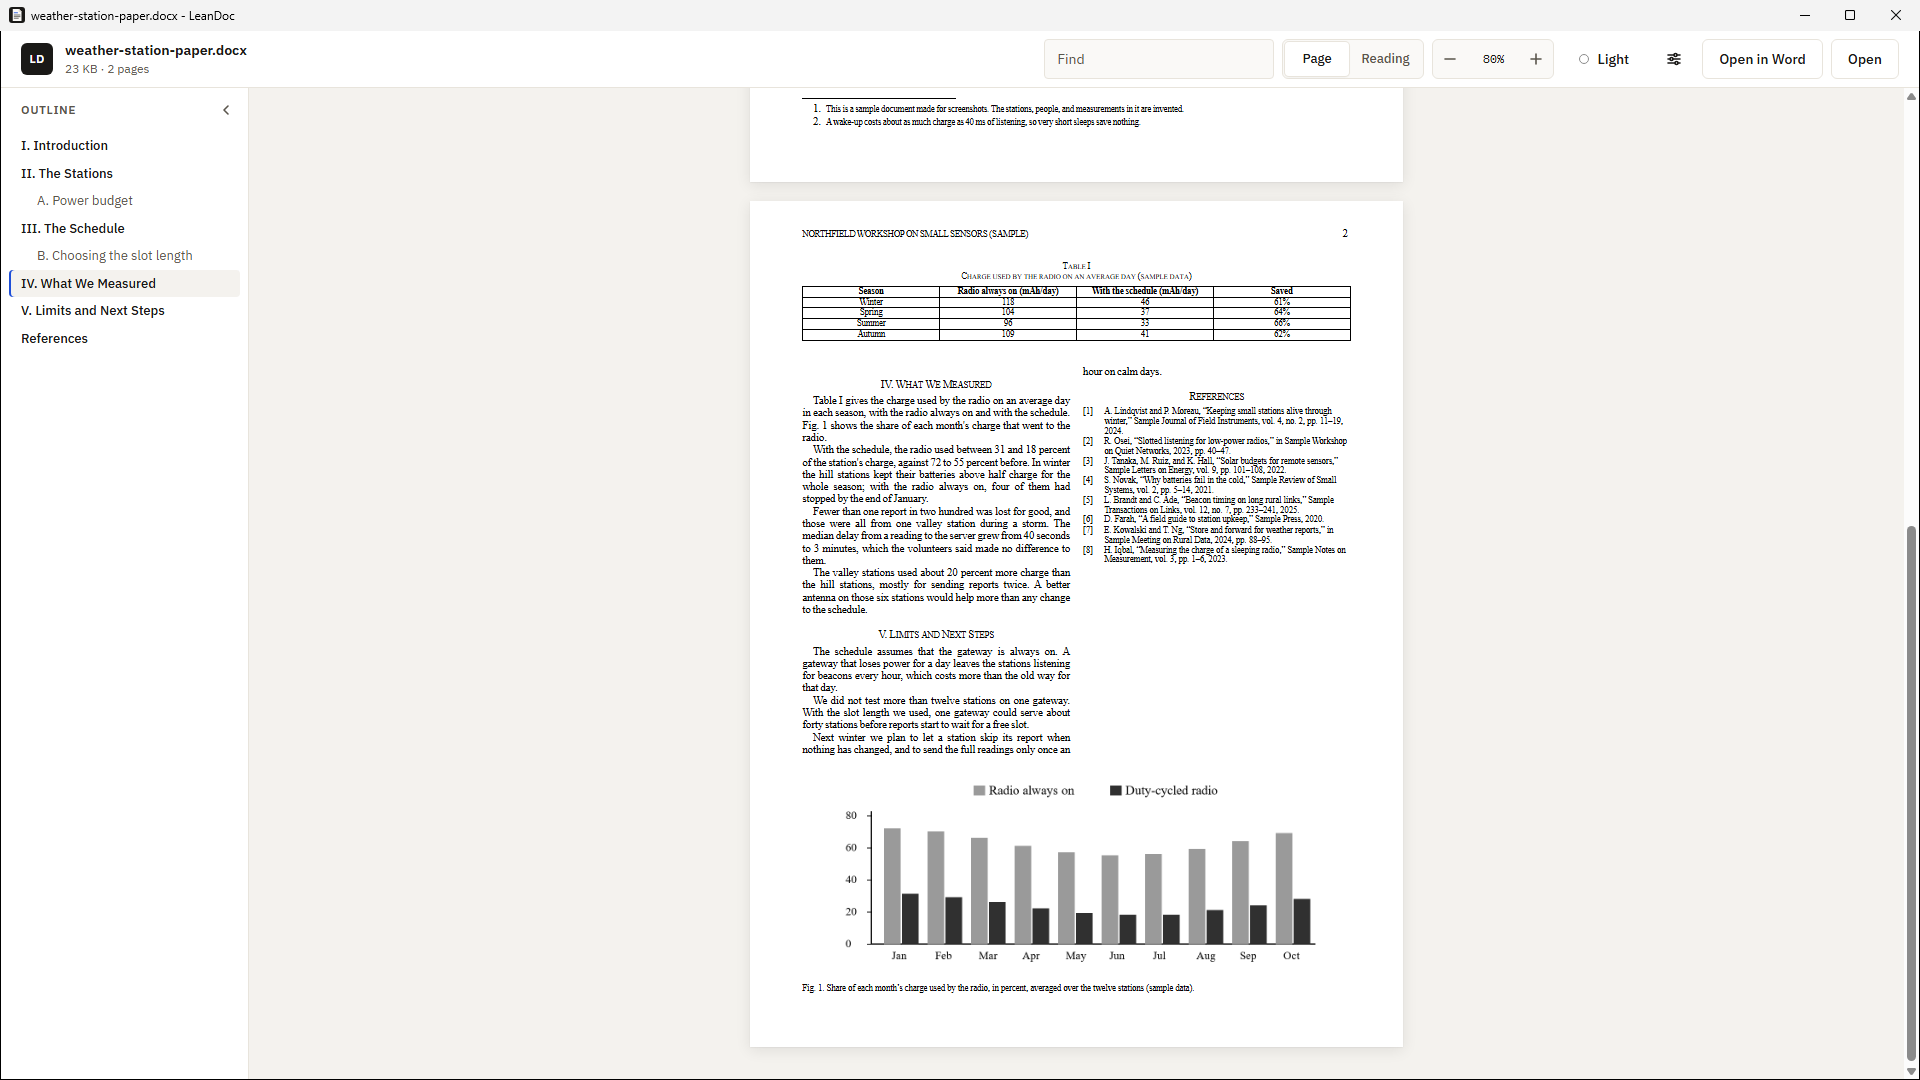 weather-station-paper.docx - LeanDoc
LD
weather-station-paper.docx
23 KB · 2 pages
Find
Page
Reading
80%
Light
Open in Word
Open
OUTLINE
I. Introduction
II. The Stations
A. Power budget
III. The Schedule
B. Choosing the slot length
IV. What We Measured
V. Limits and Next Steps
References
1. This is a sample document made for screenshots. The stations, people, and measurements in it are invented.
2. A wake-up costs about as much charge as 40 ms of listening, so very short sleeps save nothing.
NORTHFIELD WORKSHOP ON SMALL SENSORS (SAMPLE) 2
TABLE I
CHARGE USED BY THE RADIO ON AN AVERAGE DAY (SAMPLE DATA)
Season Radio always on (mAh/day) With the schedule (mAh/day) Saved
Winter 118 46 61%
Spring 104 37 64%
Summer 96 33 66%
Autumn 109 41 62%
IV. WHAT WE MEASURED
Table I gives the charge used by the radio on an average day
in each season, with the radio always on and with the schedule.
Fig. 1 shows the share of each month's charge that went to the
radio.
With the schedule, the radio used between 31 and 18 percent
of the station's charge, against 72 to 55 percent before. In winter
the hill stations kept their batteries above half charge for the
whole season; with the radio always on, four of them had
stopped by the end of January.
Fewer than one report in two hundred was lost for good, and
those were all from one valley station during a storm. The
median delay from a reading to the server grew from 40 seconds
to 3 minutes, which the volunteers said made no difference to
them.
The valley stations used about 20 percent more charge than
the hill stations, mostly for sending reports twice. A better
antenna on those six stations would help more than any change
to the schedule.
V. LIMITS AND NEXT STEPS
The schedule assumes that the gateway is always on. A
gateway that loses power for a day leaves the stations listening
for beacons every hour, which costs more than the old way for
that day.
We did not test more than twelve stations on one gateway.
With the slot length we used, one gateway could serve about
forty stations before reports start to wait for a free slot.
Next winter we plan to let a station skip its report when
nothing has changed, and to send the full readings only once an
hour on calm days.
REFERENCES
[1] A. Lindqvist and P. Moreau, “Keeping small stations alive through
winter,” Sample Journal of Field Instruments, vol. 4, no. 2, pp. 11–19,
2024.
[2] R. Osei, “Slotted listening for low-power radios,” in Sample Workshop
on Quiet Networks, 2023, pp. 40–47.
[3] J. Tanaka, M. Ruiz, and K. Hall, “Solar budgets for remote sensors,”
Sample Letters on Energy, vol. 9, pp. 101–108, 2022.
[4] S. Novak, “Why batteries fail in the cold,” Sample Review of Small
Systems, vol. 2, pp. 5–14, 2021.
[5] L. Brandt and C. Ade, “Beacon timing on long rural links,” Sample
Transactions on Links, vol. 12, no. 7, pp. 233–241, 2025.
[6] D. Farah, “A field guide to station upkeep,” Sample Press, 2020.
[7] E. Kowalski and T. Ng, “Store and forward for weather reports,” in
Sample Meeting on Rural Data, 2024, pp. 88–95.
[8] H. Iqbal, “Measuring the charge of a sleeping radio,” Sample Notes on
Measurement, vol. 3, pp. 1–6, 2023.
Radio always on Duty-cycled radio
80
60
40
20
0
Jan Feb Mar Apr May Jun Jul Aug Sep Oct
Fig. 1. Share of each month's charge used by the radio, in percent, averaged over the twelve stations (sample data).